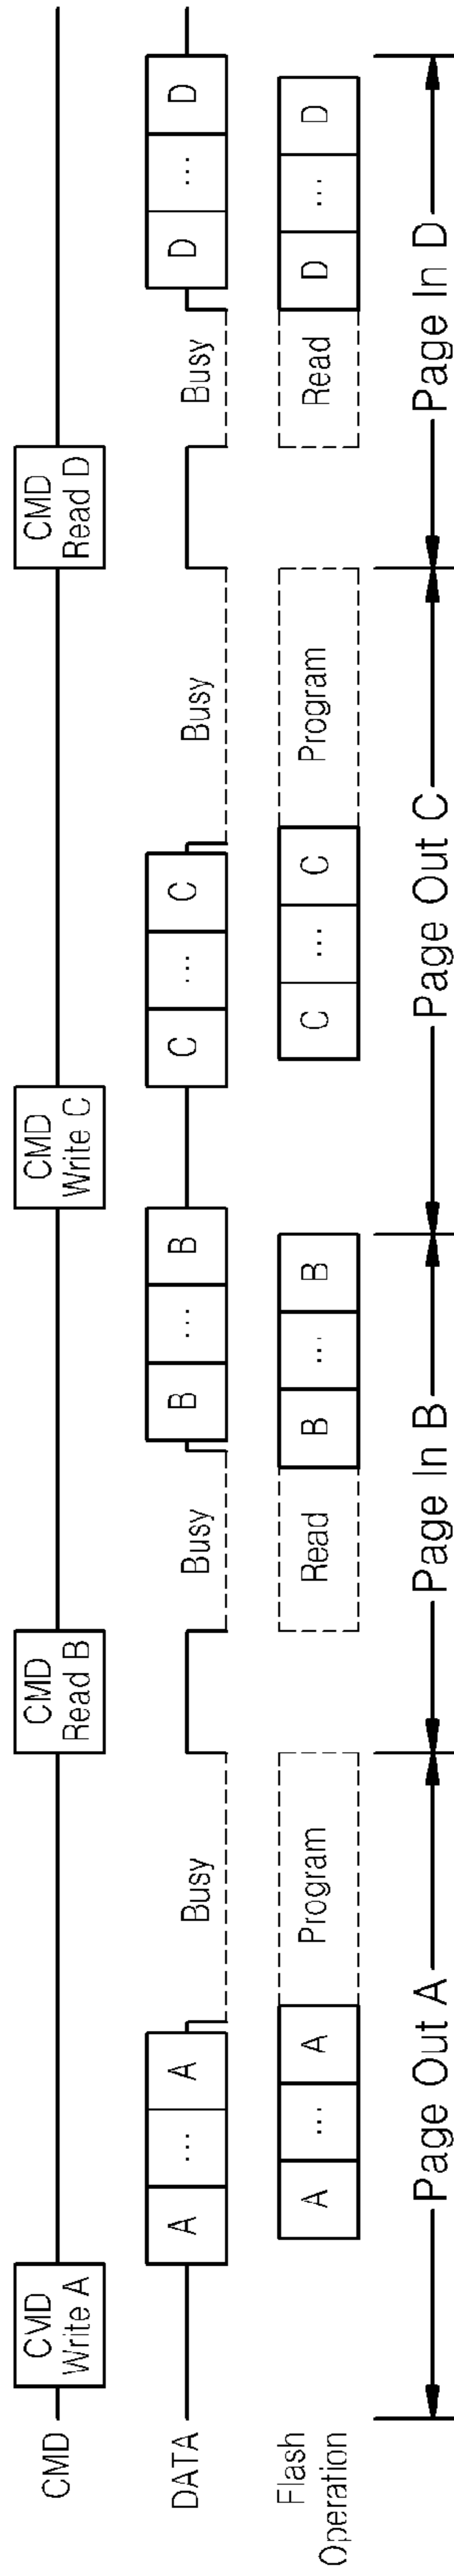 CMD
CMD
Write A
CMD
Read B
CMD
Write C
CMD
Read D
DATA
A ... A
Busy
Busy
B ... B
C ... C
Busy
Busy
D ... D
Flash
Operation
A ... A
Program
Read
B ... B
C ... C
Program
Read
D ... D
Page Out A
Page In B
Page Out C
Page In D